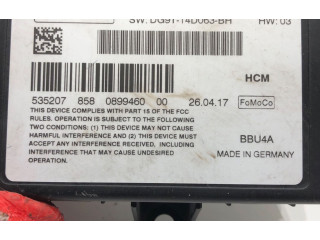 SW: DG9T-14D063-BH HW: 03
HCM
535207 858 0899460 00 26.04.17 FoMoCo
THIS DEVICE COMPLIES WITH PART 15 OF THE FCC
RULES. OPERATION IS SUBJECT TO THE FOLLOWING
TWO CONDITIONS: (1) THIS DEVICE MAY NOT CAUSE
HARMFUL INTERFERENCE AND (2) THIS DEVICE MUST
ACCEPT ANY INTERFERENCE RECEIVED, INCLUDING
INTERFERENCE THAT MAY CAUSE UNDESIRED
OPERATION.
BBU4A
MADE IN GERMANY